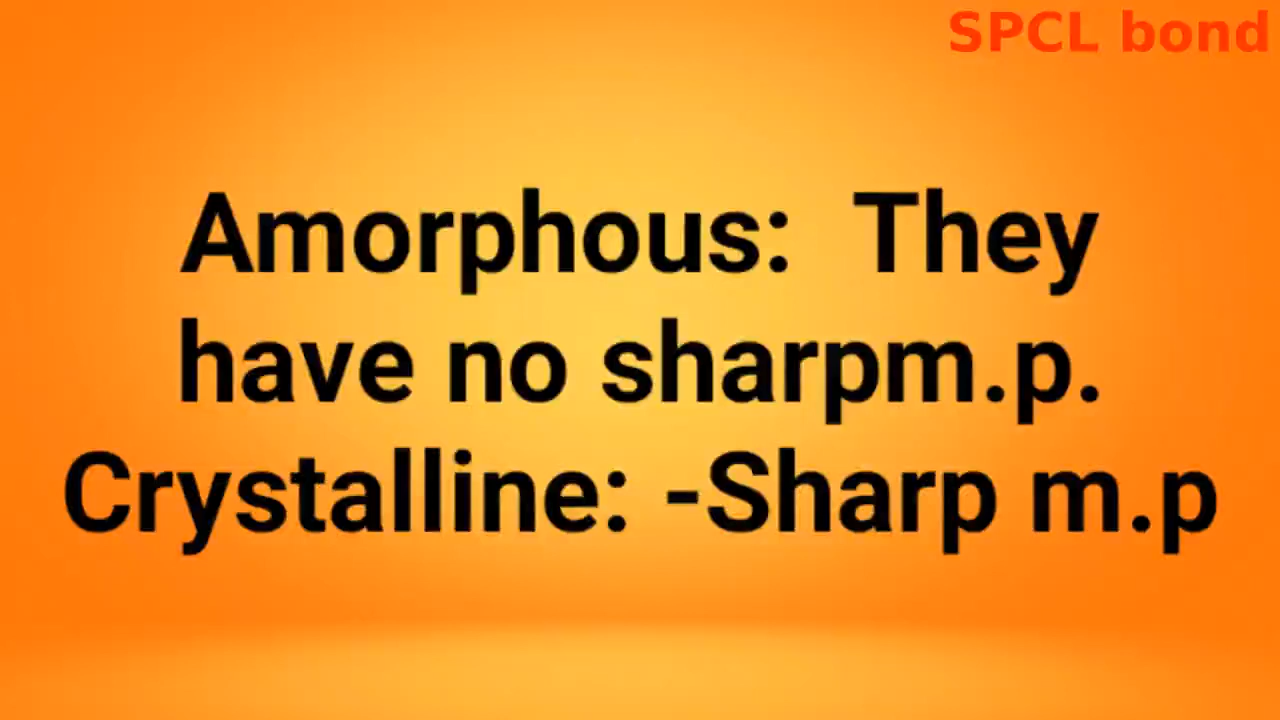 SPCL bond
Amorphous:  They
have no sharpm.p.
Crystalline: -Sharp m.p